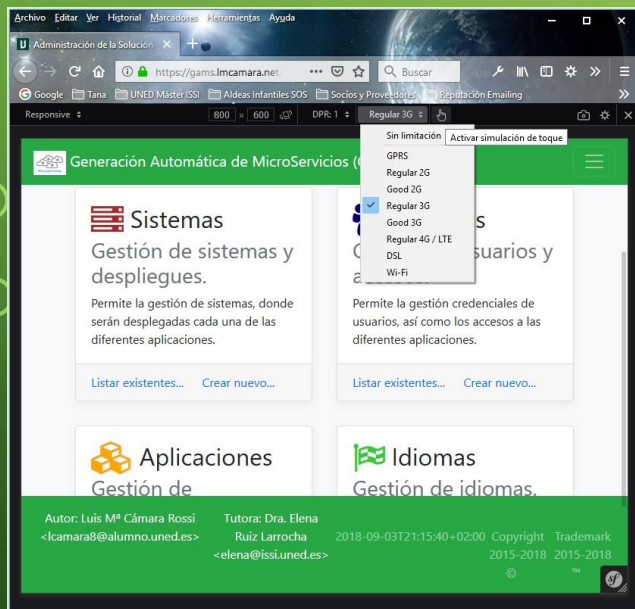 Archivo Editar Ver Historial Marcadores Herramientas Ayuda
Administración de la Solución
https://gams.lmcamara.net
Buscar
Google Tana UNED Máster ISSI Aldeas Infantiles SOS Socios y Proveedores Reputación Emailing
Responsive 800 × 600 DPR: 1 Regular 3G
Sin limitación
Activar simulación de toque
GPRS
Regular 2G
Good 2G
Regular 3G
Good 3G
Regular 4G / LTE
DSL
Wi-Fi
Generación Automática de MicroServicios (
Sistemas
Gestión de sistemas y
despliegues.
Permite la gestión de sistemas, donde
serán desplegadas cada una de las
diferentes aplicaciones.
Listar existentes... Crear nuevo...
s
suarios y
Permite la gestión credenciales de
usuarios, así como los accesos a las
diferentes aplicaciones.
Listar existentes... Crear nuevo...
Aplicaciones
Gestión de
Idiomas
Gestión de idiomas.
Autor: Luis Mª Cámara Rossi
<lcamara8@alumno.uned.es>
Tutora: Dra. Elena
Ruíz Larrocha
<elena@issi.uned.es>
2018-09-03T21:15:40+02:00
Copyright
2015-2018
©
Trademark
2015-2018
™
sf